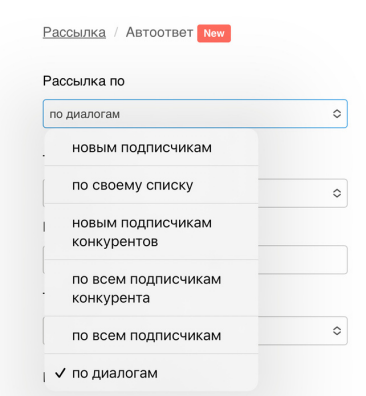 Рассылка / Автоответ New
Рассылка по
по диалогам
новым подписчикам
по своему списку
новым подписчикам
конкурентов
по всем подписчикам
конкурента
по всем подписчикам
✓ по диалогам